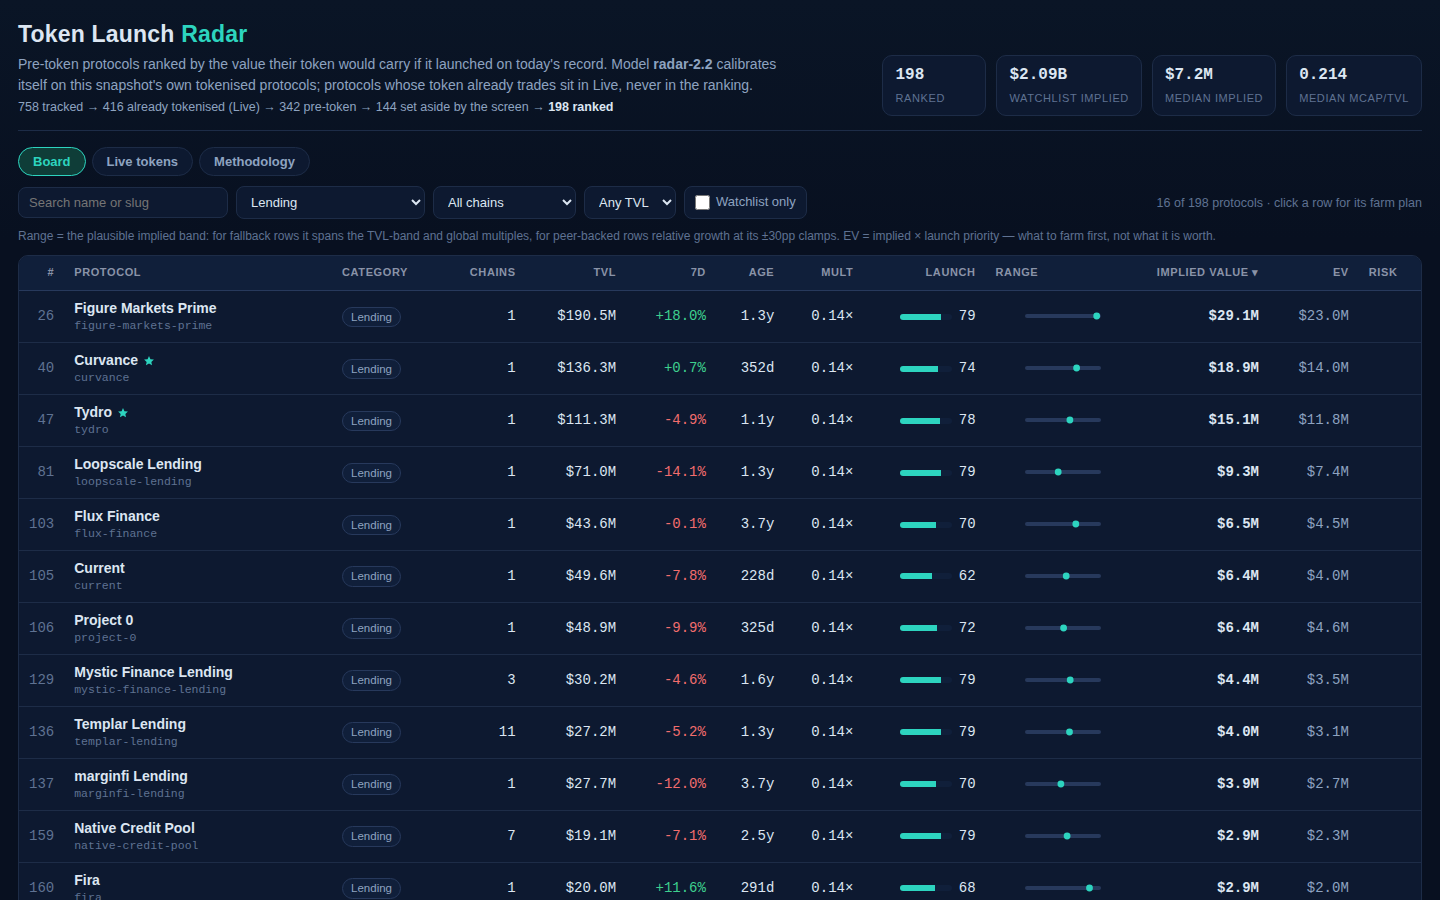 Token Launch Radar
Pre-token protocols ranked by the value their token would carry if it launched on today's record. Model radar-2.2 calibrates
itself on this snapshot's own tokenised protocols; protocols whose token already trades sit in Live, never in the ranking.
758 tracked → 416 already tokenised (Live) → 342 pre-token → 144 set aside by the screen → 198 ranked
198
RANKED
$2.09B
WATCHLIST IMPLIED
$7.2M
MEDIAN IMPLIED
0.214
MEDIAN MCAP/TVL
Board Live tokens Methodology
Search name or slug Lending All chains Any TVL Watchlist only 16 of 198 protocols · click a row for its farm plan
Range = the plausible implied band: for fallback rows it spans the TVL-band and global multiples, for peer-backed rows relative growth at its ±30pp clamps. EV = implied × launch priority — what to farm first, not what it is worth.
# PROTOCOL CATEGORY CHAINS TVL 7D AGE MULT LAUNCH RANGE IMPLIED VALUE ▾ EV RISK
26 Figure Markets Prime Lending 1 $190.5M +18.0% 1.3y 0.14× 79 $29.1M $23.0M
figure-markets-prime
40 Curvance ★ Lending 1 $136.3M +0.7% 352d 0.14× 74 $18.9M $14.0M
curvance
47 Tydro ★ Lending 1 $111.3M -4.9% 1.1y 0.14× 78 $15.1M $11.8M
tydro
81 Loopscale Lending Lending 1 $71.0M -14.1% 1.3y 0.14× 79 $9.3M $7.4M
loopscale-lending
103 Flux Finance Lending 1 $43.6M -0.1% 3.7y 0.14× 70 $6.5M $4.5M
flux-finance
105 Current Lending 1 $49.6M -7.8% 228d 0.14× 62 $6.4M $4.0M
current
106 Project 0 Lending 1 $48.9M -9.9% 325d 0.14× 72 $6.4M $4.6M
project-0
129 Mystic Finance Lending Lending 3 $30.2M -4.6% 1.6y 0.14× 79 $4.4M $3.5M
mystic-finance-lending
136 Templar Lending Lending 11 $27.2M -5.2% 1.3y 0.14× 79 $4.0M $3.1M
templar-lending
137 marginfi Lending Lending 1 $27.7M -12.0% 3.7y 0.14× 70 $3.9M $2.7M
marginfi-lending
159 Native Credit Pool Lending 7 $19.1M -7.1% 2.5y 0.14× 79 $2.9M $2.3M
native-credit-pool
160 Fira Lending 1 $20.0M +11.6% 291d 0.14× 68 $2.9M $2.0M
fira